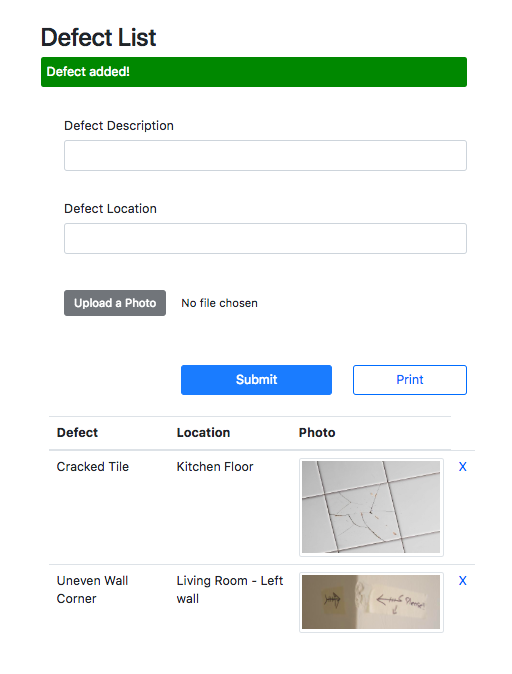 Defect List
Defect added!
Defect Description
Defect Location
Upload a Photo No file chosen
Submit Print
Defect Location Photo
Cracked Tile Kitchen Floor X
Uneven Wall Living Room - Left X
Corner wall